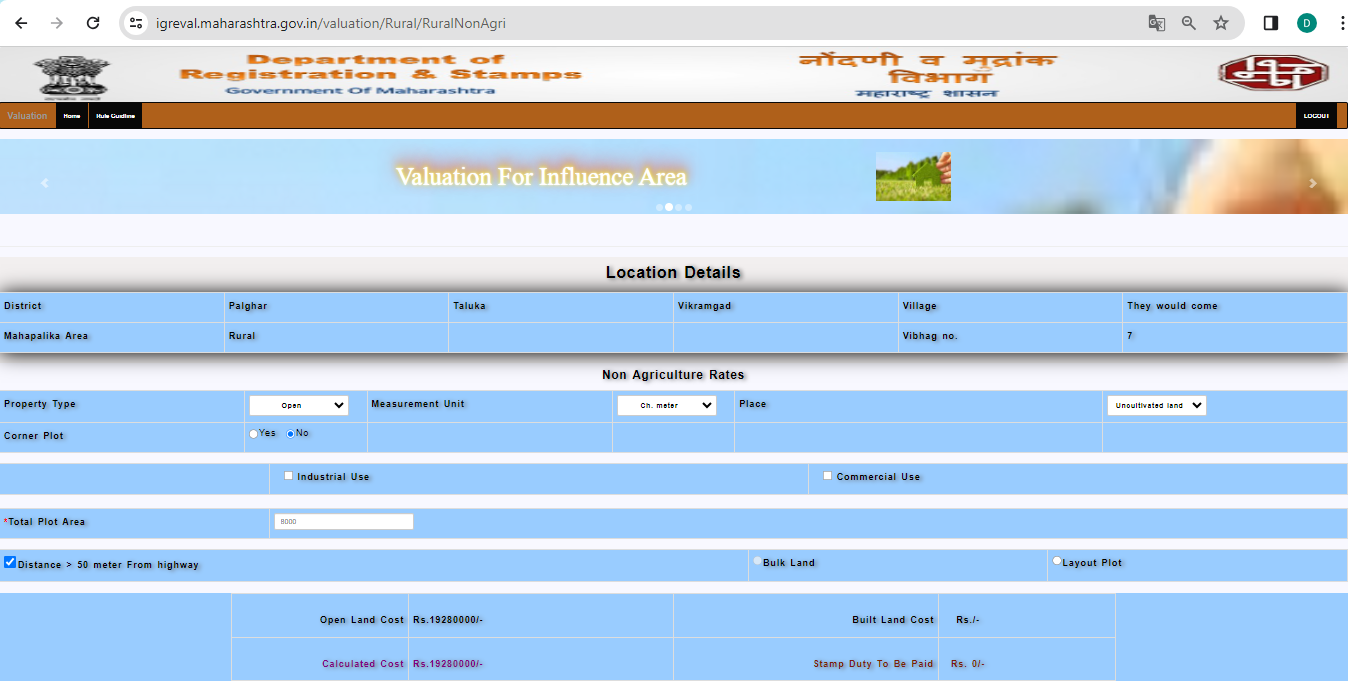 igreval.maharashtra.gov.in/valuation/Rural/RuralNonAgri
D
Department of
Registration & Stamps
Government Of Maharashtra
नोंदणी व मुद्रांक
विभाग
महाराष्ट्र शासन
Valuation Home Rule Guidline LOGOUT
Valuation For Influence Area
Location Details
District Palghar Taluka Vikramgad Village They would come
Mahapalika Area Rural Vibhag no. 7
Non Agriculture Rates
Property Type Open Measurement Unit Ch. meter Place Uncultivated land
Corner Plot Yes No
Industrial Use Commercial Use
*Total Plot Area 8000
Distance > 50 meter From highway Bulk Land Layout Plot
Open Land Cost Rs.19280000/- Built Land Cost Rs./-
Calculated Cost Rs.19280000/- Stamp Duty To Be Paid Rs. 0/-